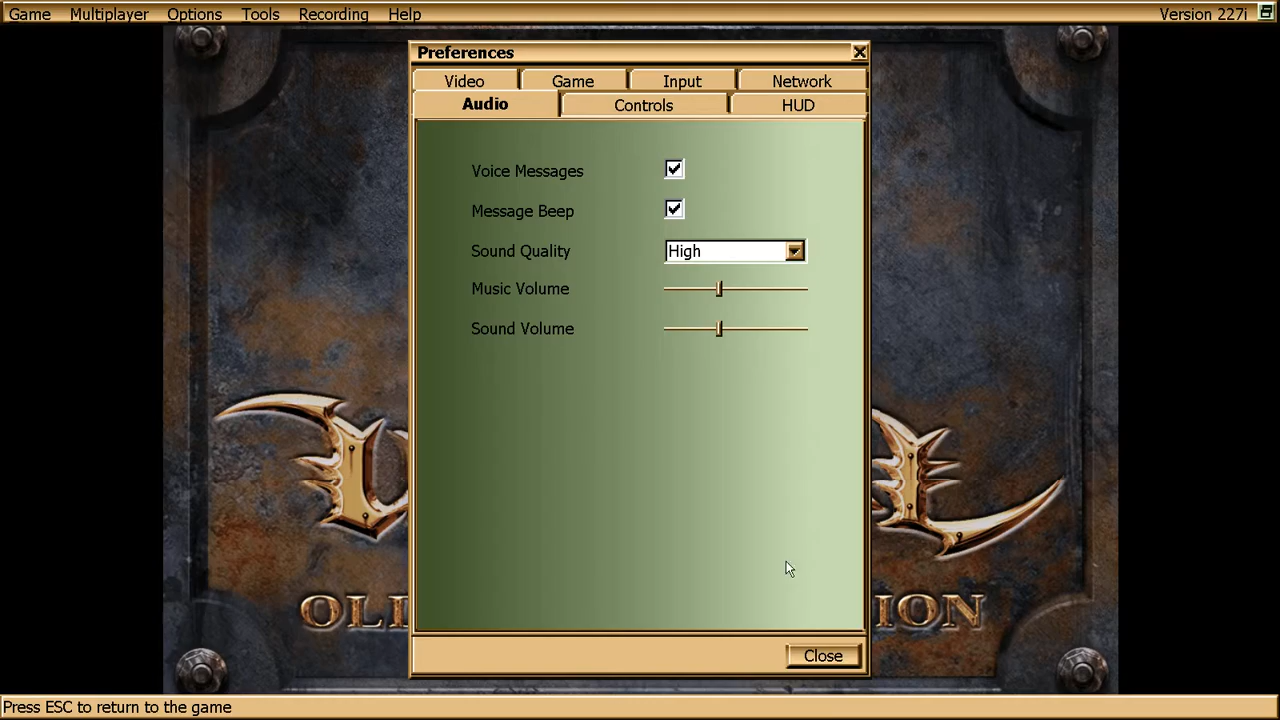 Game Multiplayer Options Tools Recording Help Version 227i
Preferences
Video Game Input Network
Audio Controls HUD
Voice Messages
Message Beep
Sound Quality High
Music Volume
Sound Volume
Close
Press ESC to return to the game